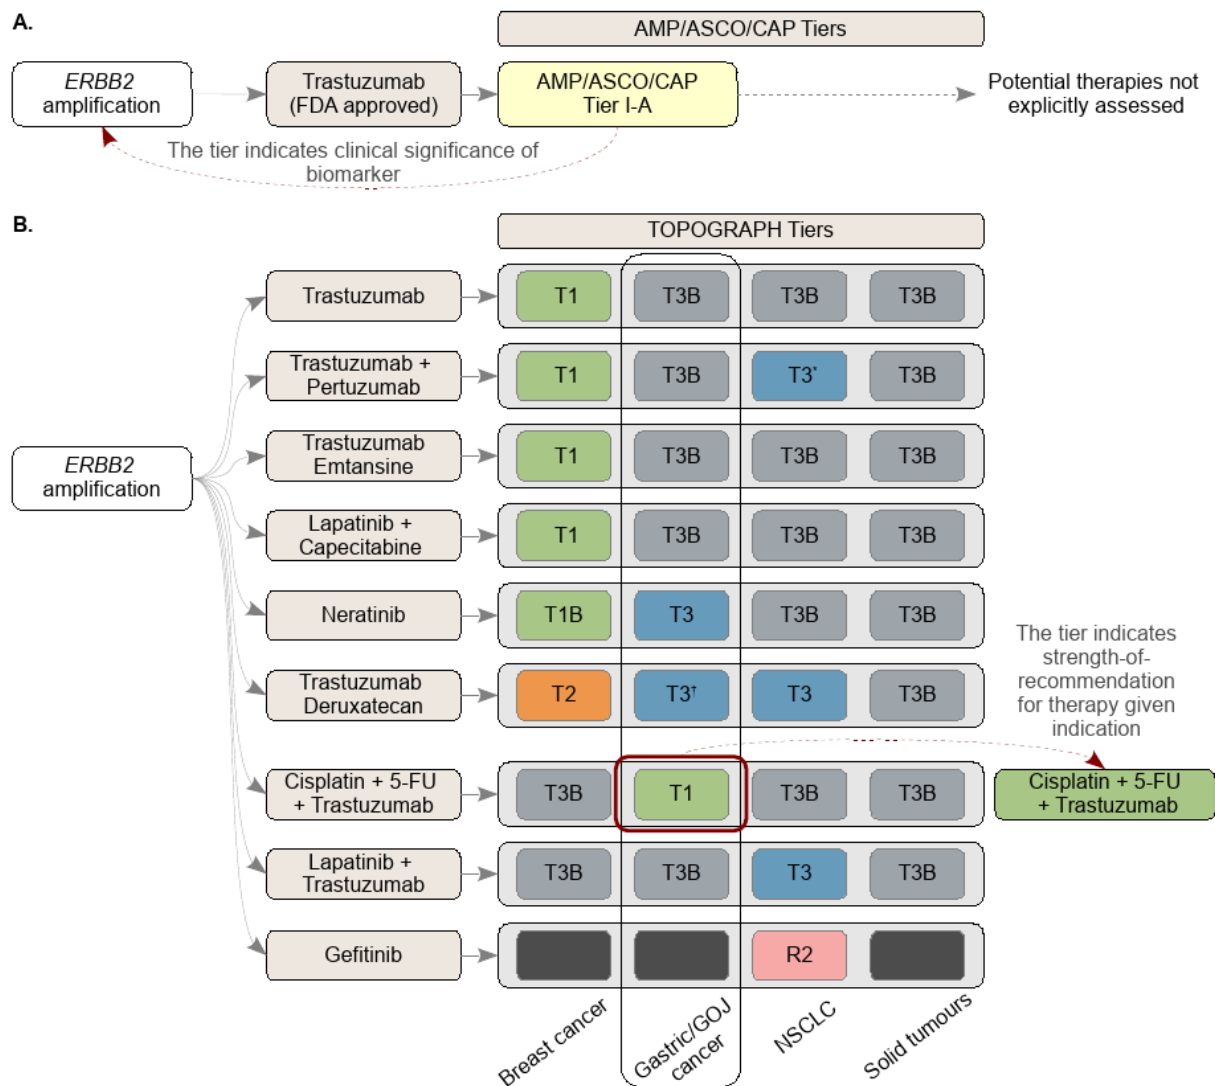 A.
AMP/ASCO/CAP Tiers
ERBB2
amplification
Trastuzumab
(FDA approved)
AMP/ASCO/CAP
Tier I-A
Potential therapies not
explicitly assessed
The tier indicates clinical significance of
biomarker
B.
TOPOGRAPH Tiers
ERBB2
amplification
Trastuzumab
T1
T3B
T3B
T3B
Trastuzumab +
Pertuzumab
T1
T3B
T3*
T3B
Trastuzumab
Emtansine
T1
T3B
T3B
T3B
Lapatinib +
Capecitabine
T1
T3B
T3B
T3B
Neratinib
T1B
T3
T3B
T3B
Trastuzumab
Deruxatecan
T2
T3†
T3
T3B
The tier indicates
strength-of-
recommendation
for therapy given
indication
Cisplatin + 5-FU
+ Trastuzumab
T3B
T1
T3B
T3B
Cisplatin + 5-FU
+ Trastuzumab
Lapatinib +
Trastuzumab
T3B
T3B
T3
T3B
Gefitinib
R2
Breast cancer
Gastric/GOJ
cancer
NSCLC
Solid tumours